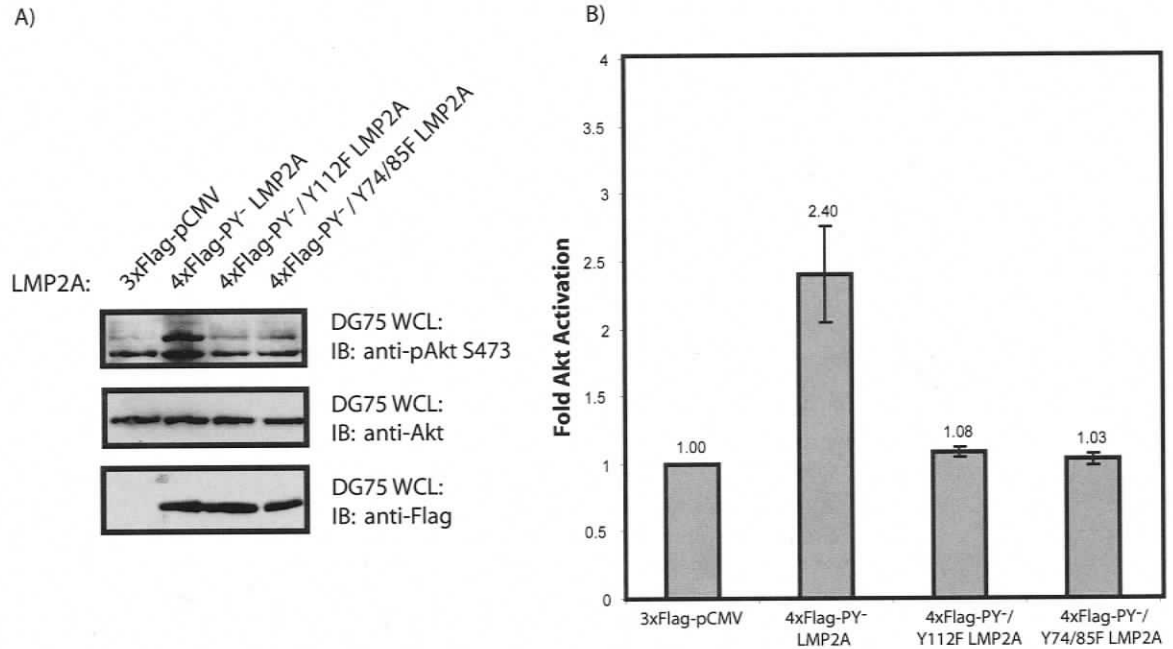 A)
LMP2A:
3xFlag-pCMV
4xFlag-PY⁻ LMP2A
4xFlag-PY⁻/Y112F LMP2A
4xFlag-PY⁻/Y74/85F LMP2A
DG75 WCL:
IB: anti-pAkt S473
DG75 WCL:
IB: anti-Akt
DG75 WCL:
IB: anti-Flag
B)
Fold Akt Activation
4
3.5
3
2.5
2
1.5
1
0.5
0
1.00
2.40
1.08
1.03
3xFlag-pCMV
4xFlag-PY⁻
LMP2A
4xFlag-PY⁻/
Y112F LMP2A
4xFlag-PY⁻/
Y74/85F LMP2A